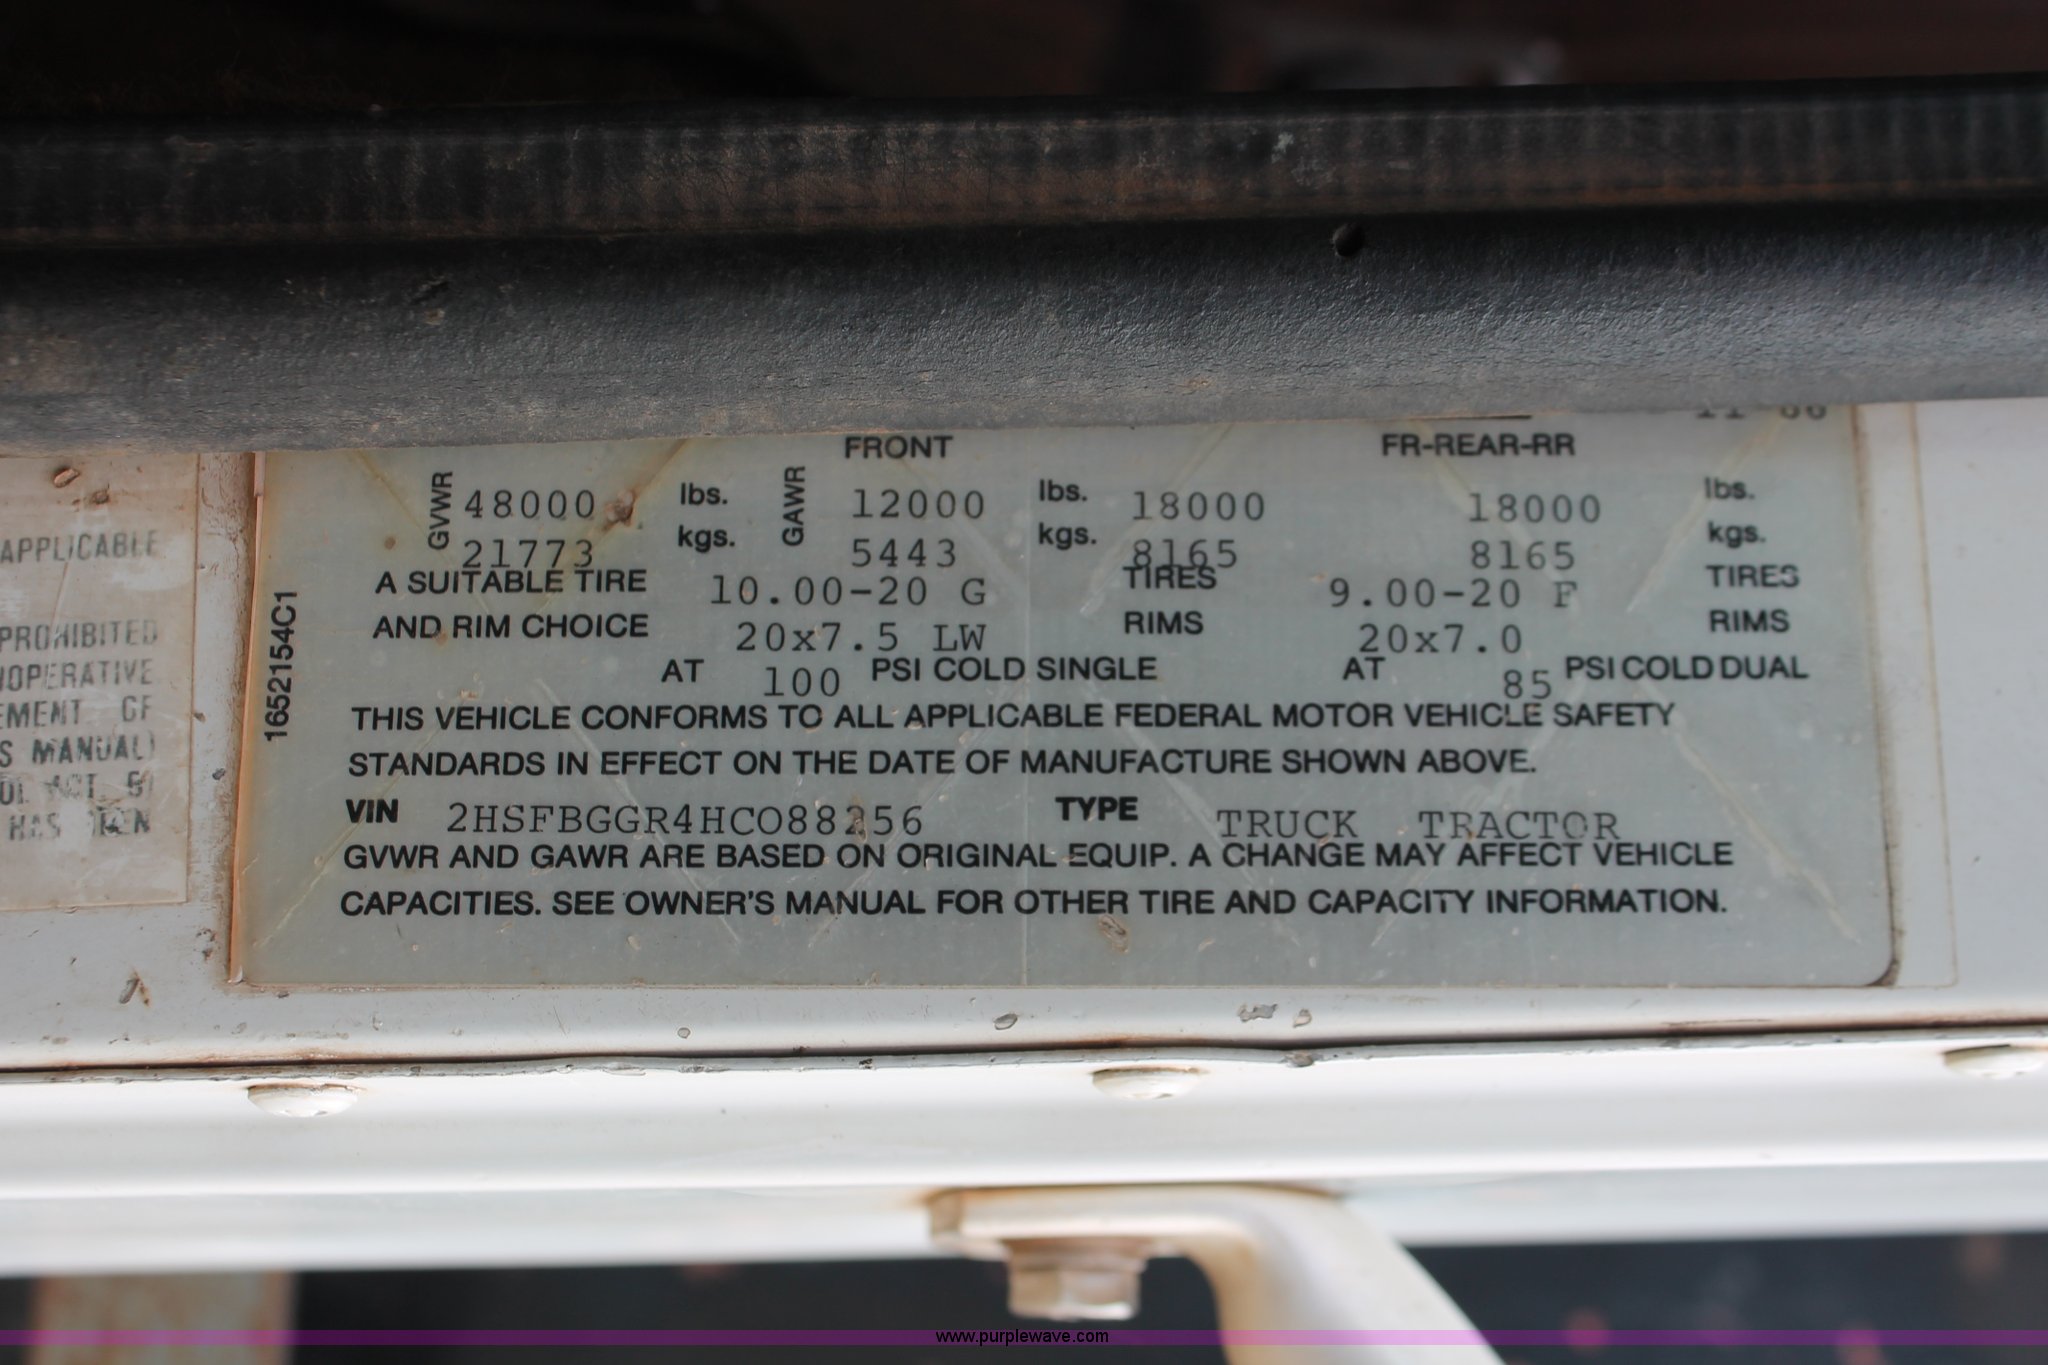 FRONT FR-REAR-RR
GVWR 48000 lbs. GAWR 12000 lbs. 18000 18000 lbs.
21773 kgs. 5443 kgs. 8165 8165 kgs.
A SUITABLE TIRE 10.00-20 G TIRES 9.00-20 F TIRES
AND RIM CHOICE 20x7.5 LW RIMS 20x7.0 RIMS
AT 100 PSI COLD SINGLE AT 85 PSI COLD DUAL
THIS VEHICLE CONFORMS TO ALL APPLICABLE FEDERAL MOTOR VEHICLE SAFETY
STANDARDS IN EFFECT ON THE DATE OF MANUFACTURE SHOWN ABOVE.
VIN 2HSFBGGR4HC088256 TYPE TRUCK TRACTOR
GVWR AND GAWR ARE BASED ON ORIGINAL EQUIP. A CHANGE MAY AFFECT VEHICLE
CAPACITIES. SEE OWNER'S MANUAL FOR OTHER TIRE AND CAPACITY INFORMATION.
1652154C1
APPLICABLE
PROHIBITED
MANUAL)
HAS
www.purplewave.com